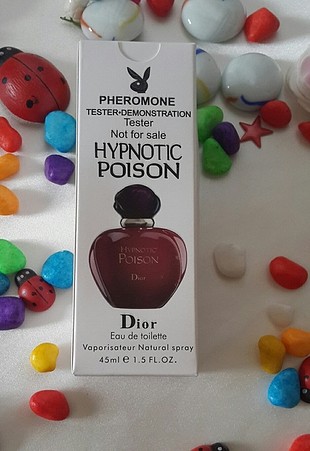 PHEROMONE
TESTER•DEMONSTRATION
Tester
Not for sale
HYPNOTIC
POISON
HYPNOTIC
POISON
Dior
Dior
Eau de toilette
Vaporisateur Natural spray
45ml e 1.5 FL.OZ.